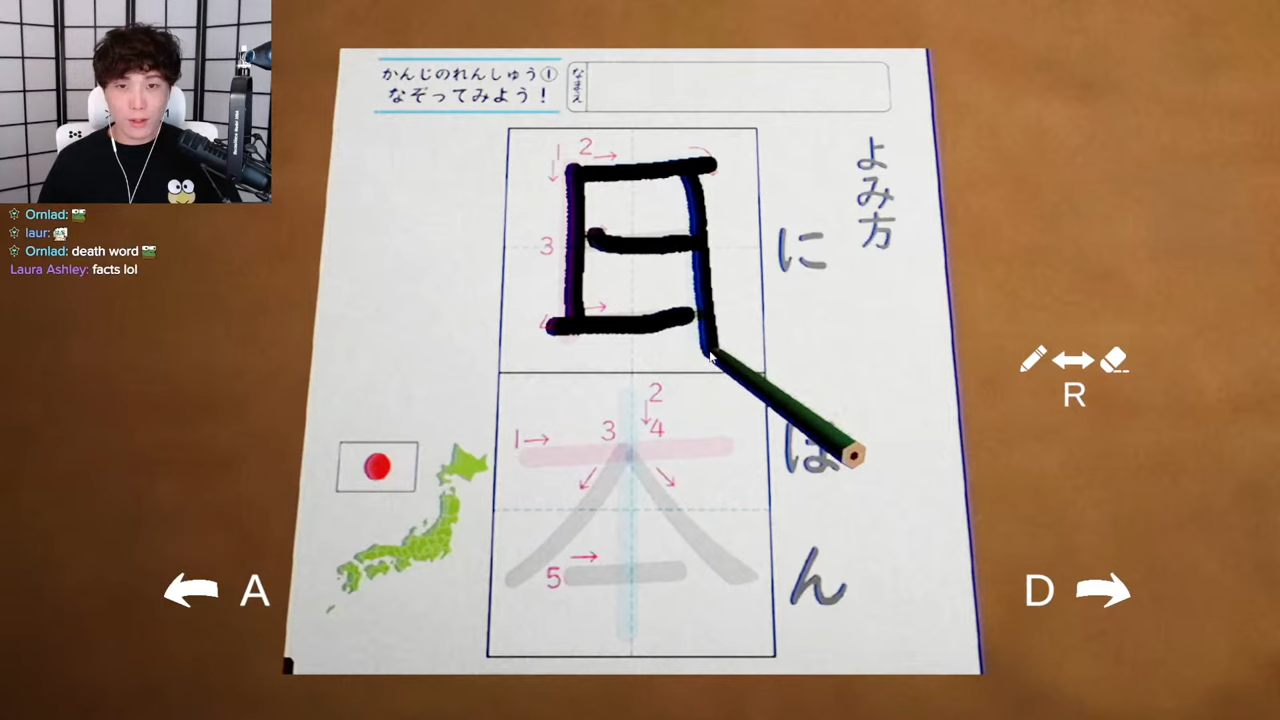 Ornlad:
laur:
Ornlad: death word
Laura Ashley: facts lol
かんじのれんしゅう①
なぞってみよう！
なまえ
よみ方
に
ほ
ん
1
2
3
4
日
1
2
3
4
5
本
R
A
D